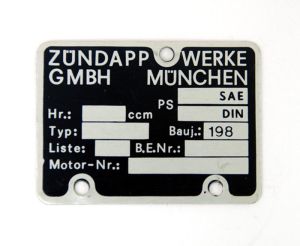 ZÜNDAPP WERKE
GMBH MÜNCHEN
SAE
PS
Hr.: ccm DIN
Typ: Bauj.: 198
Liste: B.E.Nr.:
Motor-Nr.: